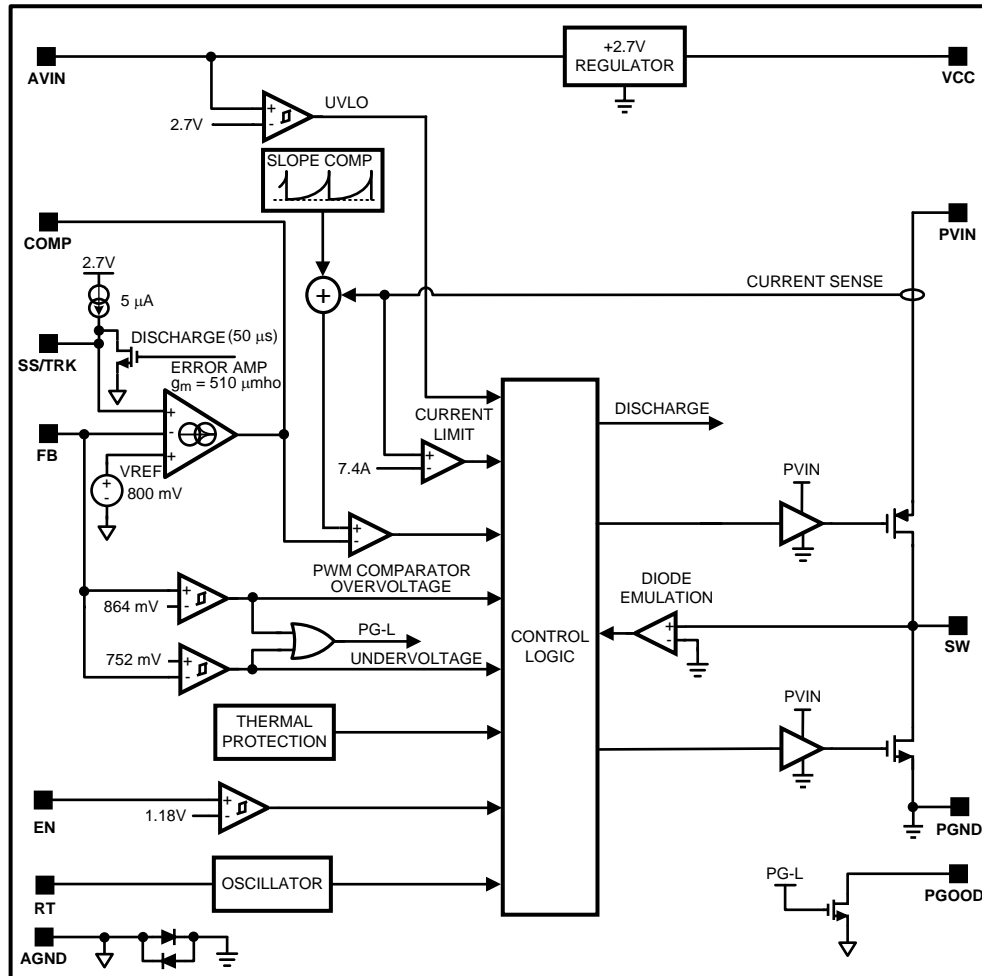 +2.7V
REGULATOR
AVIN
VCC
UVLO
+
-
2.7V
SLOPE COMP
COMP
PVIN
2.7V
CURRENT SENSE
+
5 μA
DISCHARGE (50 μs)
SS/TRK
ERROR AMP
gm = 510 μmho
+
-
+
FB
VREF
+
-
800 mV
CURRENT
LIMIT
+
-
7.4A
DISCHARGE
PVIN
+
-
PWM COMPARATOR
OVERVOLTAGE
+
-
864 mV
DIODE
EMULATION
PG-L
CONTROL
LOGIC
+
-
SW
752 mV
+
-
UNDERVOLTAGE
PVIN
THERMAL
PROTECTION
EN
+
-
1.18V
PGND
RT
OSCILLATOR
PG-L
PGOOD
AGND